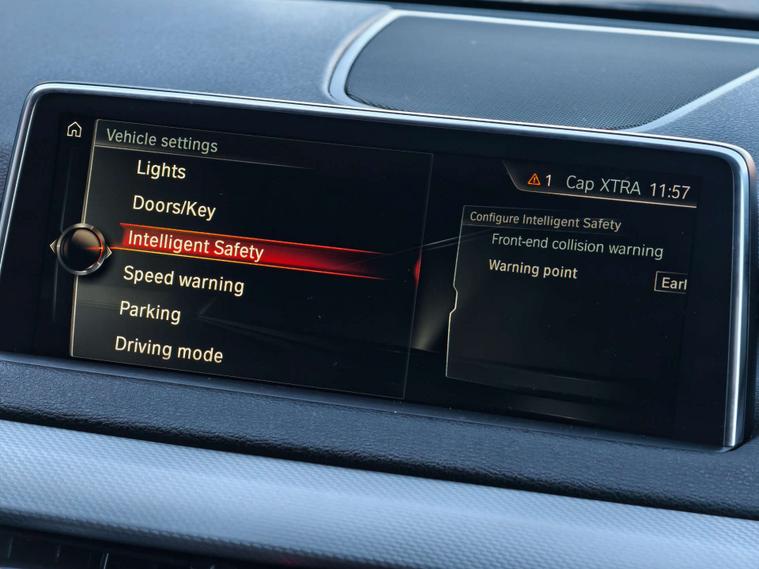 Vehicle settings
Lights
Doors/Key
Intelligent Safety
Speed warning
Parking
Driving mode
1 Cap XTRA 11:57
Configure Intelligent Safety
Front-end collision warning
Warning point
Earl